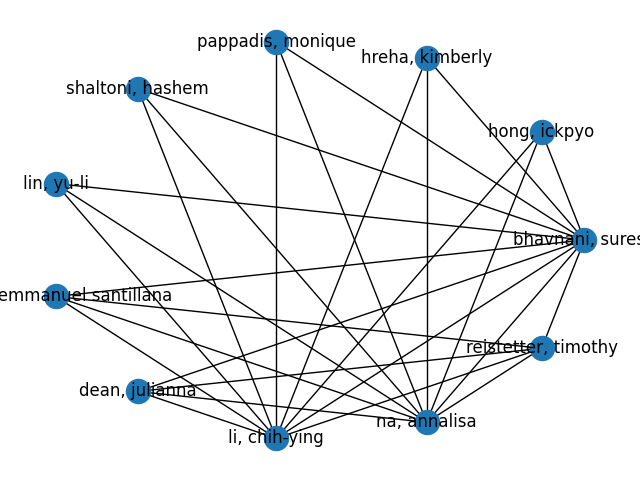 pappadis, monique
hreha, kimberly
shaltoni, hashem
hong, ickpyo
lin, yu-li
bhavnani, sures
emmanuel santillana
reistetter, timothy
dean, julianna
na, annalisa
li, chih-ying